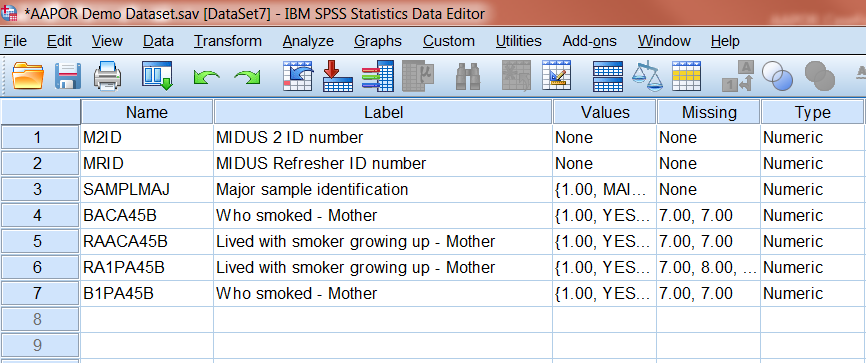 *AAPOR Demo Dataset.sav [DataSet7] - IBM SPSS Statistics Data Editor
File Edit View Data Transform Analyze Graphs Custom Utilities Add-ons Window Help
Name Label Values Missing Type
1 M2ID MIDUS 2 ID number None None Numeric
2 MRID MIDUS Refresher ID number None None Numeric
3 SAMPLMAJ Major sample identification {1.00, MAI... None Numeric
4 BACA45B Who smoked - Mother {1.00, YES... 7.00, 7.00 Numeric
5 RAACA45B Lived with smoker growing up - Mother {1.00, YES... 7.00, 7.00 Numeric
6 RA1PA45B Lived with smoker growing up - Mother {1.00, YES... 7.00, 8.00, ... Numeric
7 B1PA45B Who smoked - Mother {1.00, YES... 7.00, 7.00 Numeric
8
9